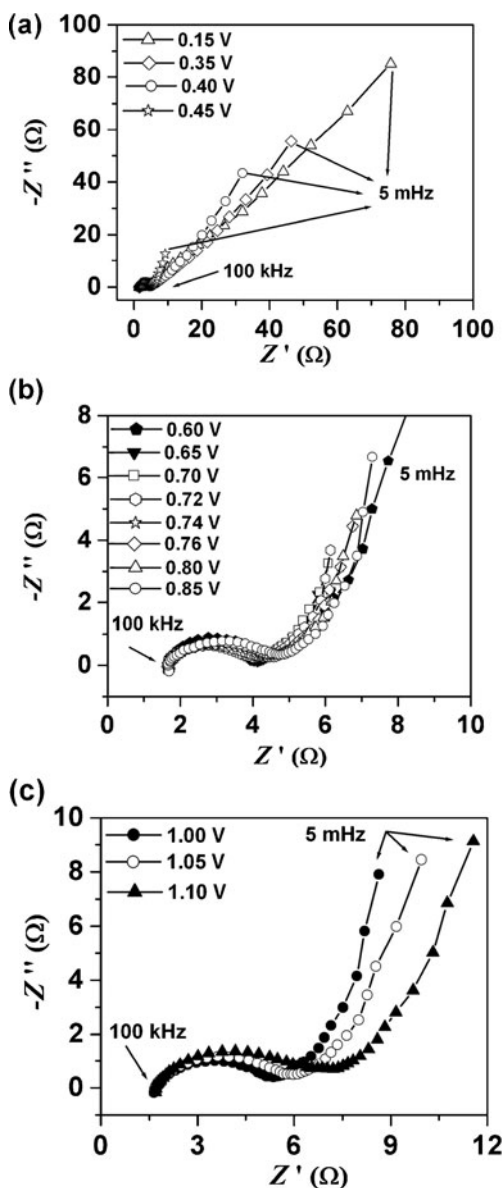 (a)
100
80
60
40
20
0
-Z'' (Ω)
0.15 V
0.35 V
0.40 V
0.45 V
5 mHz
100 kHz
0 20 40 60 80 100
Z' (Ω)
(b)
8
6
4
2
0
-Z'' (Ω)
0.60 V
0.65 V
0.70 V
0.72 V
0.74 V
0.76 V
0.80 V
0.85 V
5 mHz
100 kHz
0 2 4 6 8 10
Z' (Ω)
(c)
10
8
6
4
2
0
-Z'' (Ω)
1.00 V
1.05 V
1.10 V
5 mHz
100 kHz
0 3 6 9 12
Z' (Ω)